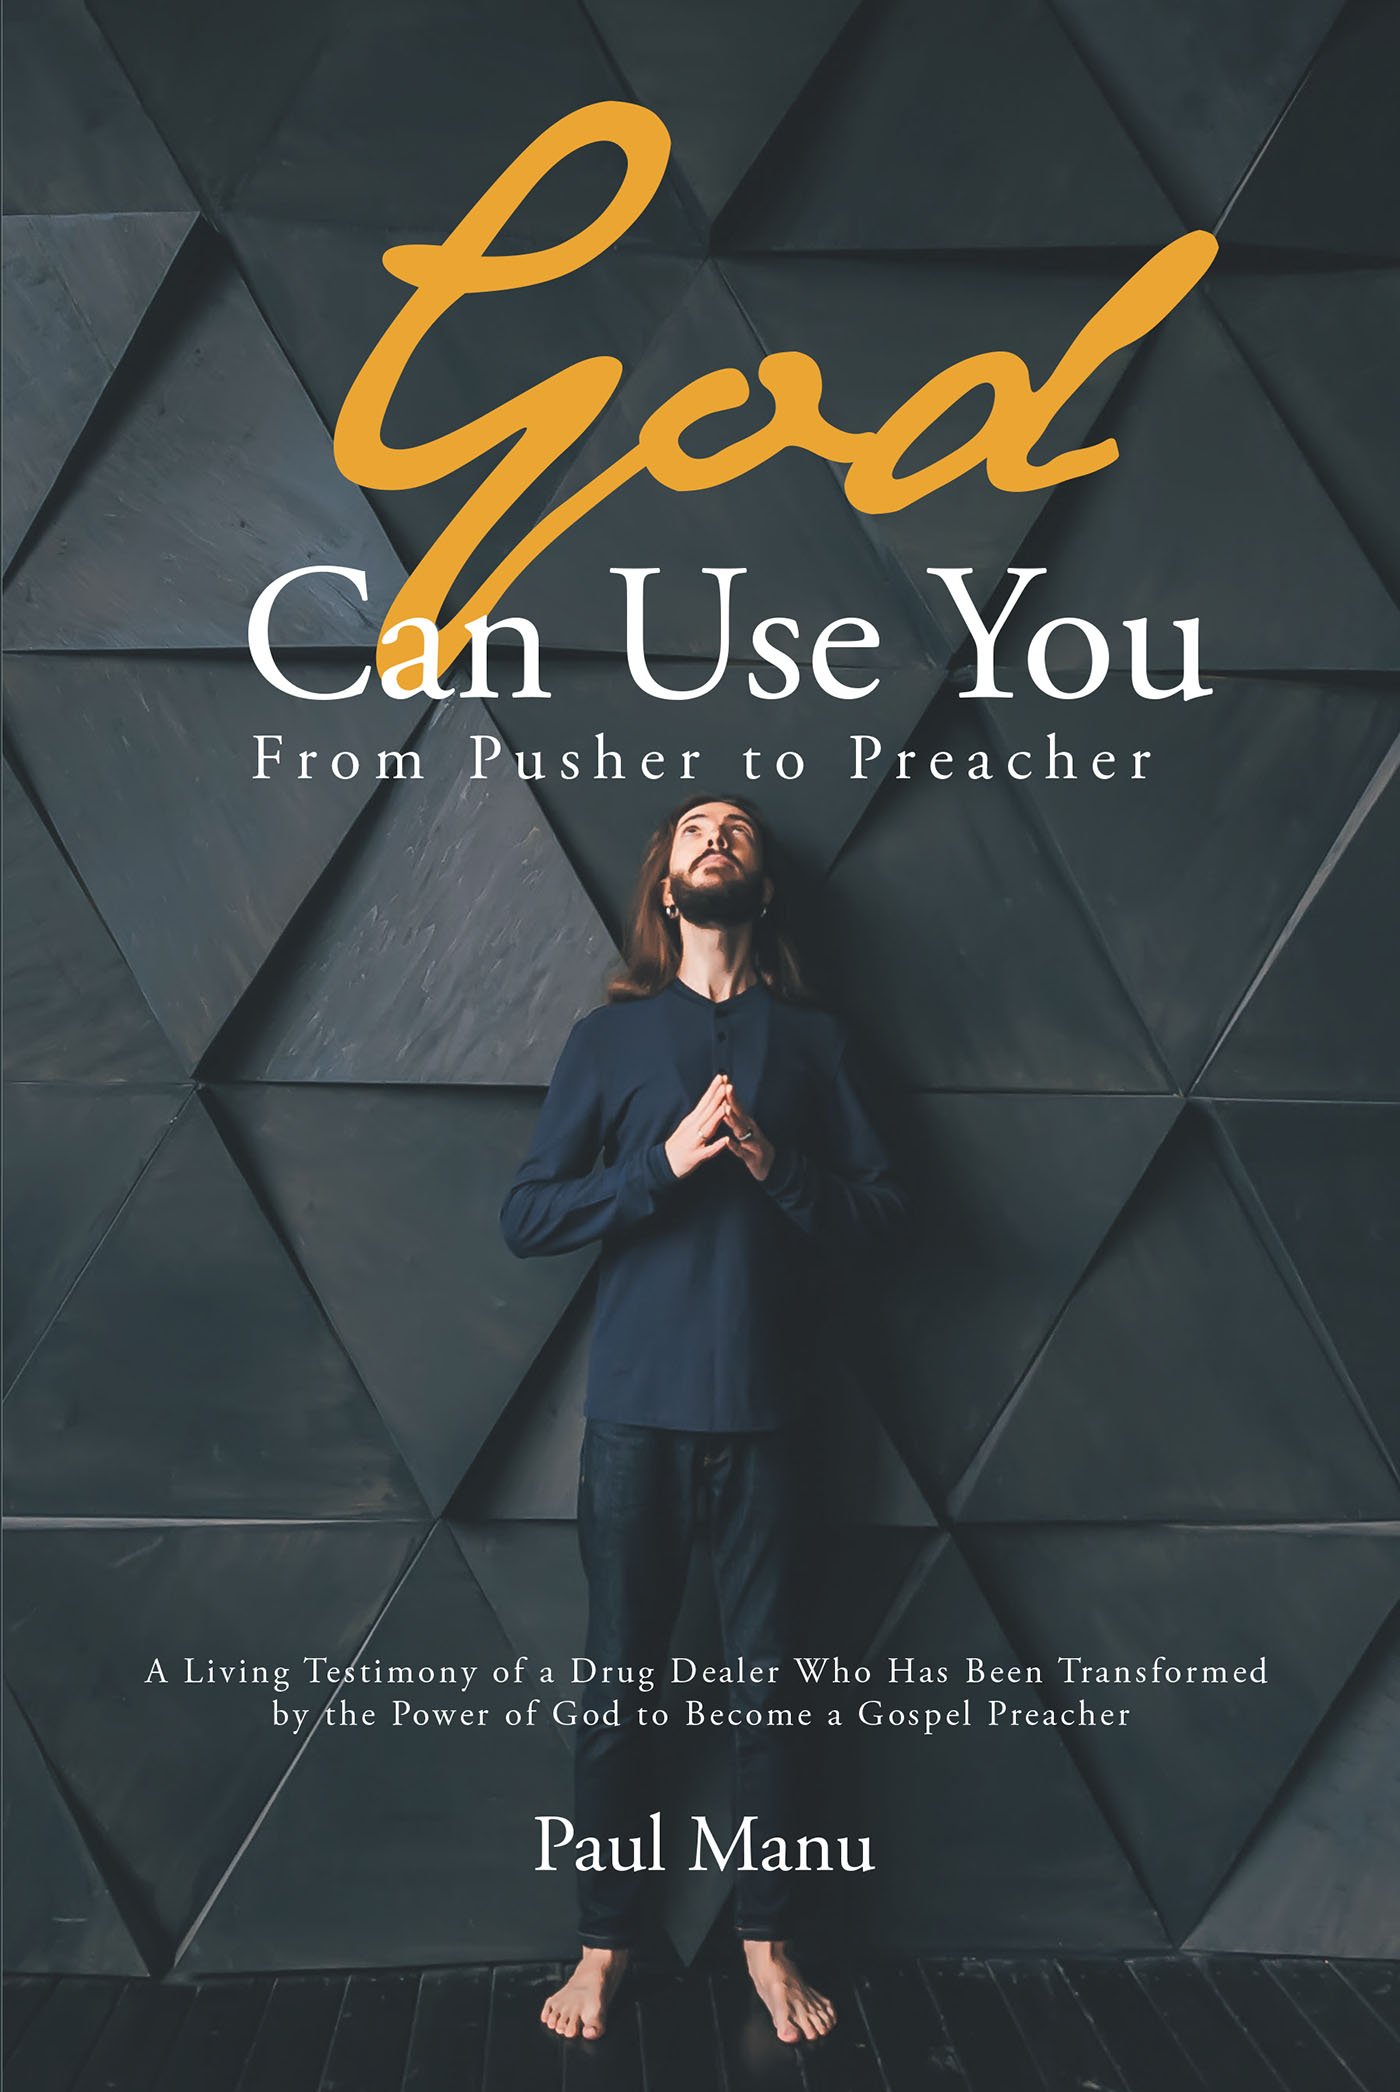 God
Can Use You
From Pusher to Preacher
A Living Testimony of a Drug Dealer Who Has Been Transformed
by the Power of God to Become a Gospel Preacher
Paul Manu